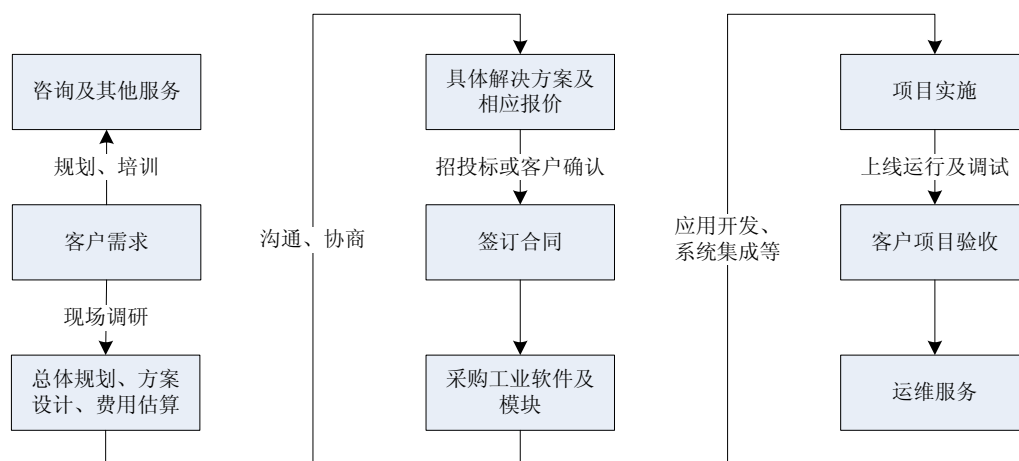 咨询及其他服务
规划、培训
客户需求
现场调研
总体规划、方案
设计、费用估算
沟通、协商
具体解决方案及
相应报价
招投标或客户确认
签订合同
采购工业软件及
模块
应用开发、
系统集成等
项目实施
上线运行及调试
客户项目验收
运维服务